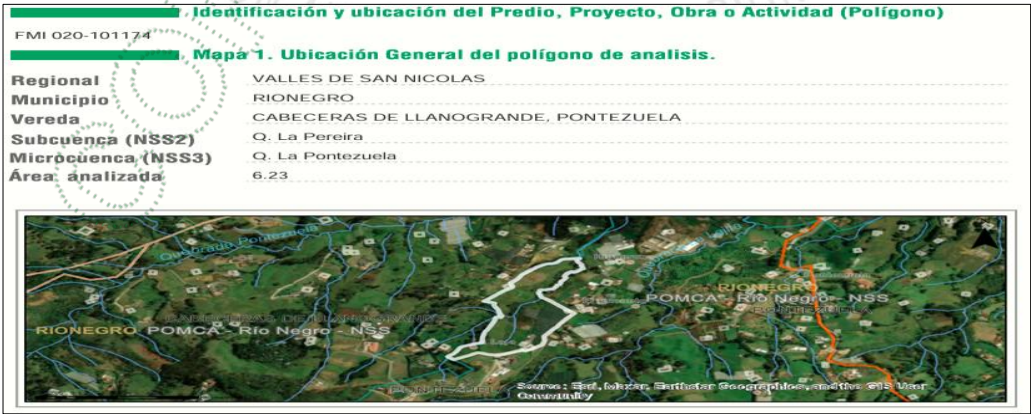 Identificación y ubicación del Predio, Proyecto, Obra o Actividad (Polígono)
FMI 020-101174
Mapa 1. Ubicación General del polígono de analisis.
Regional VALLES DE SAN NICOLAS
Municipio RIONEGRO
Vereda CABECERAS DE LLANOGRANDE, PONTEZUELA
Subcuenca (NSS2) Q. La Pereira
Microcuenca (NSS3) Q. La Pontezuela
Área analizada 6.23
Pontezuela
RIONEGRO
POMCA - Río Negro - NSS
RIONEGRO POMCA - Río Negro - NSS
PONTEZUELA
Source: Esri, Maxar, Earthstar Geographics, and the GIS User
Community